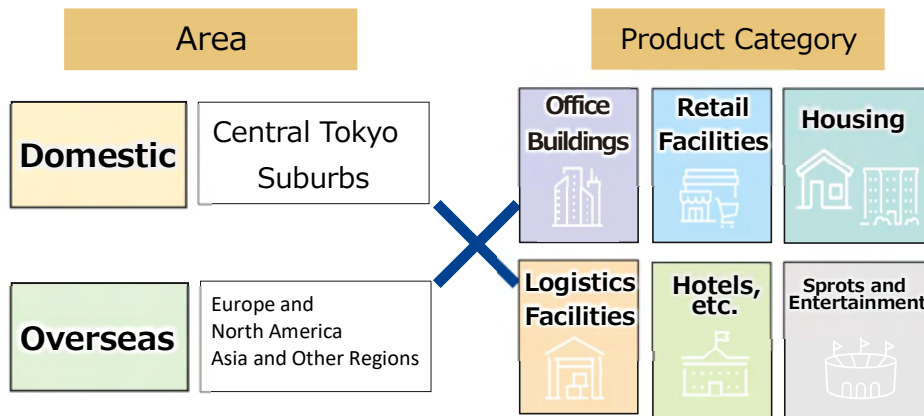 Area
Product Category
Domestic
Central Tokyo
Suburbs
Office
Buildings
Retail
Facilities
Housing
Overseas
Europe and
North America
Asia and Other Regions
Logistics
Facilities
Hotels,
etc.
Sprots and
Entertainment